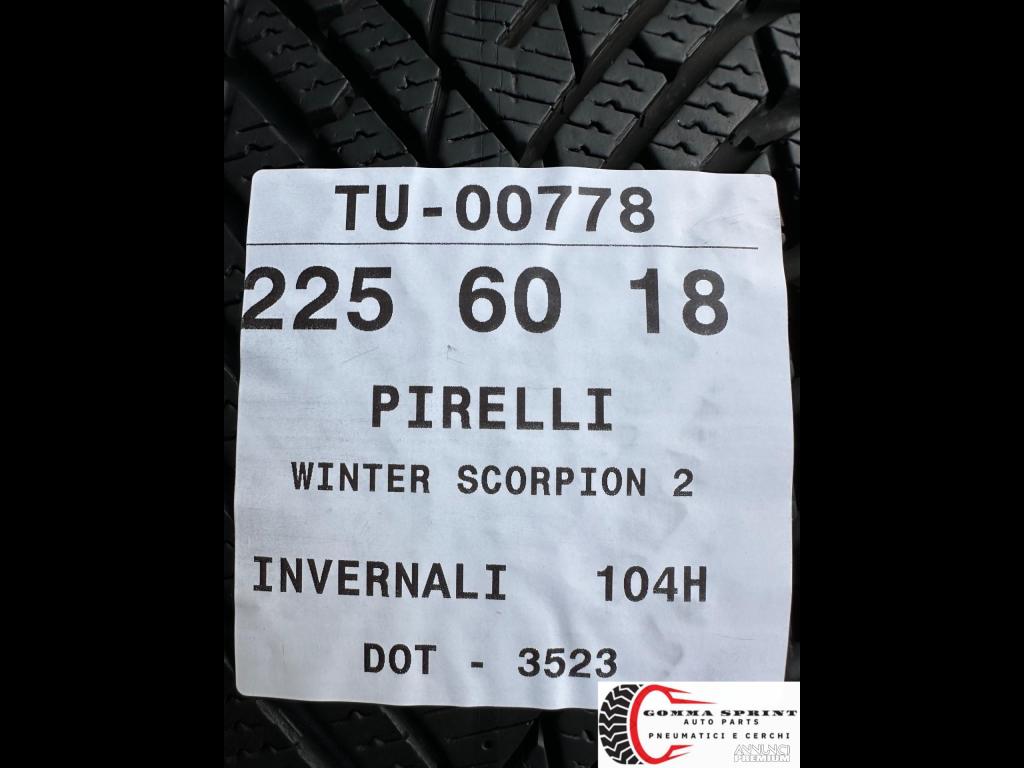 TU-00778
225 60 18
PIRELLI
WINTER SCORPION 2
INVERNALI 104H
DOT - 3523
GOMMA SPRINT
AUTO PARTS
PNEUMATICI E CERCHI
ANNUNCI
PREMIUM